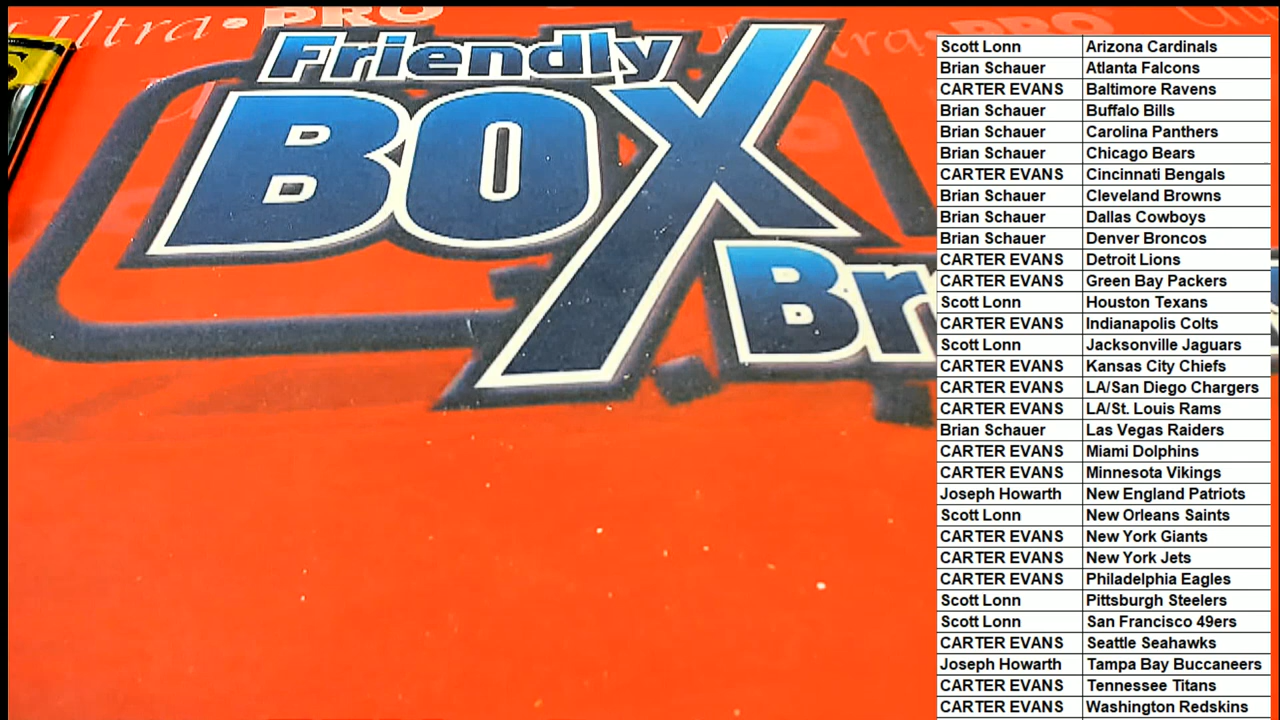 Ultra•PRO
Friendly
BOX
Br
Scott Lonn Arizona Cardinals
Brian Schauer Atlanta Falcons
CARTER EVANS Baltimore Ravens
Brian Schauer Buffalo Bills
Brian Schauer Carolina Panthers
Brian Schauer Chicago Bears
CARTER EVANS Cincinnati Bengals
Brian Schauer Cleveland Browns
Brian Schauer Dallas Cowboys
Brian Schauer Denver Broncos
CARTER EVANS Detroit Lions
CARTER EVANS Green Bay Packers
Scott Lonn Houston Texans
CARTER EVANS Indianapolis Colts
Scott Lonn Jacksonville Jaguars
CARTER EVANS Kansas City Chiefs
CARTER EVANS LA/San Diego Chargers
CARTER EVANS LA/St. Louis Rams
Brian Schauer Las Vegas Raiders
CARTER EVANS Miami Dolphins
CARTER EVANS Minnesota Vikings
Joseph Howarth New England Patriots
Scott Lonn New Orleans Saints
CARTER EVANS New York Giants
CARTER EVANS New York Jets
CARTER EVANS Philadelphia Eagles
Scott Lonn Pittsburgh Steelers
Scott Lonn San Francisco 49ers
CARTER EVANS Seattle Seahawks
Joseph Howarth Tampa Bay Buccaneers
CARTER EVANS Tennessee Titans
CARTER EVANS Washington Redskins